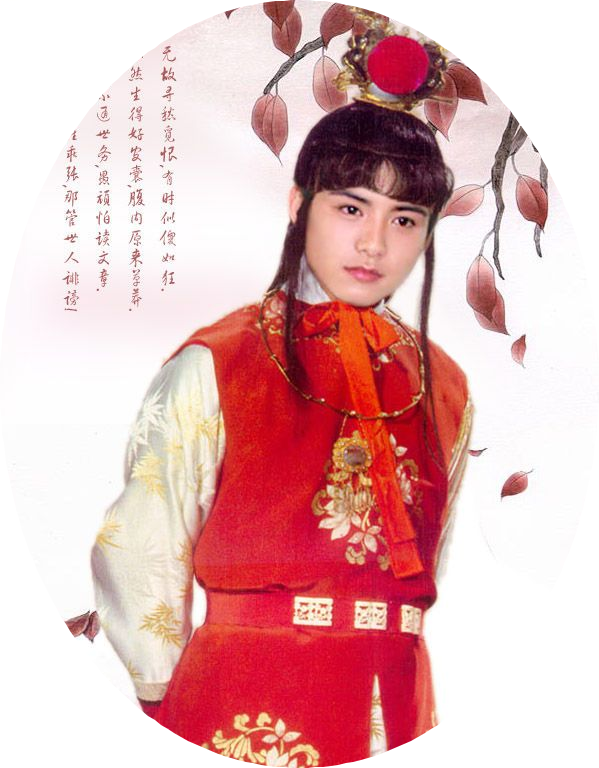 无故寻愁觅恨,有时似傻如狂.
然生得好皮囊,腹内原来草莽.
不通世务,愚顽怕读文章.
乖张,那管世人诽谤!